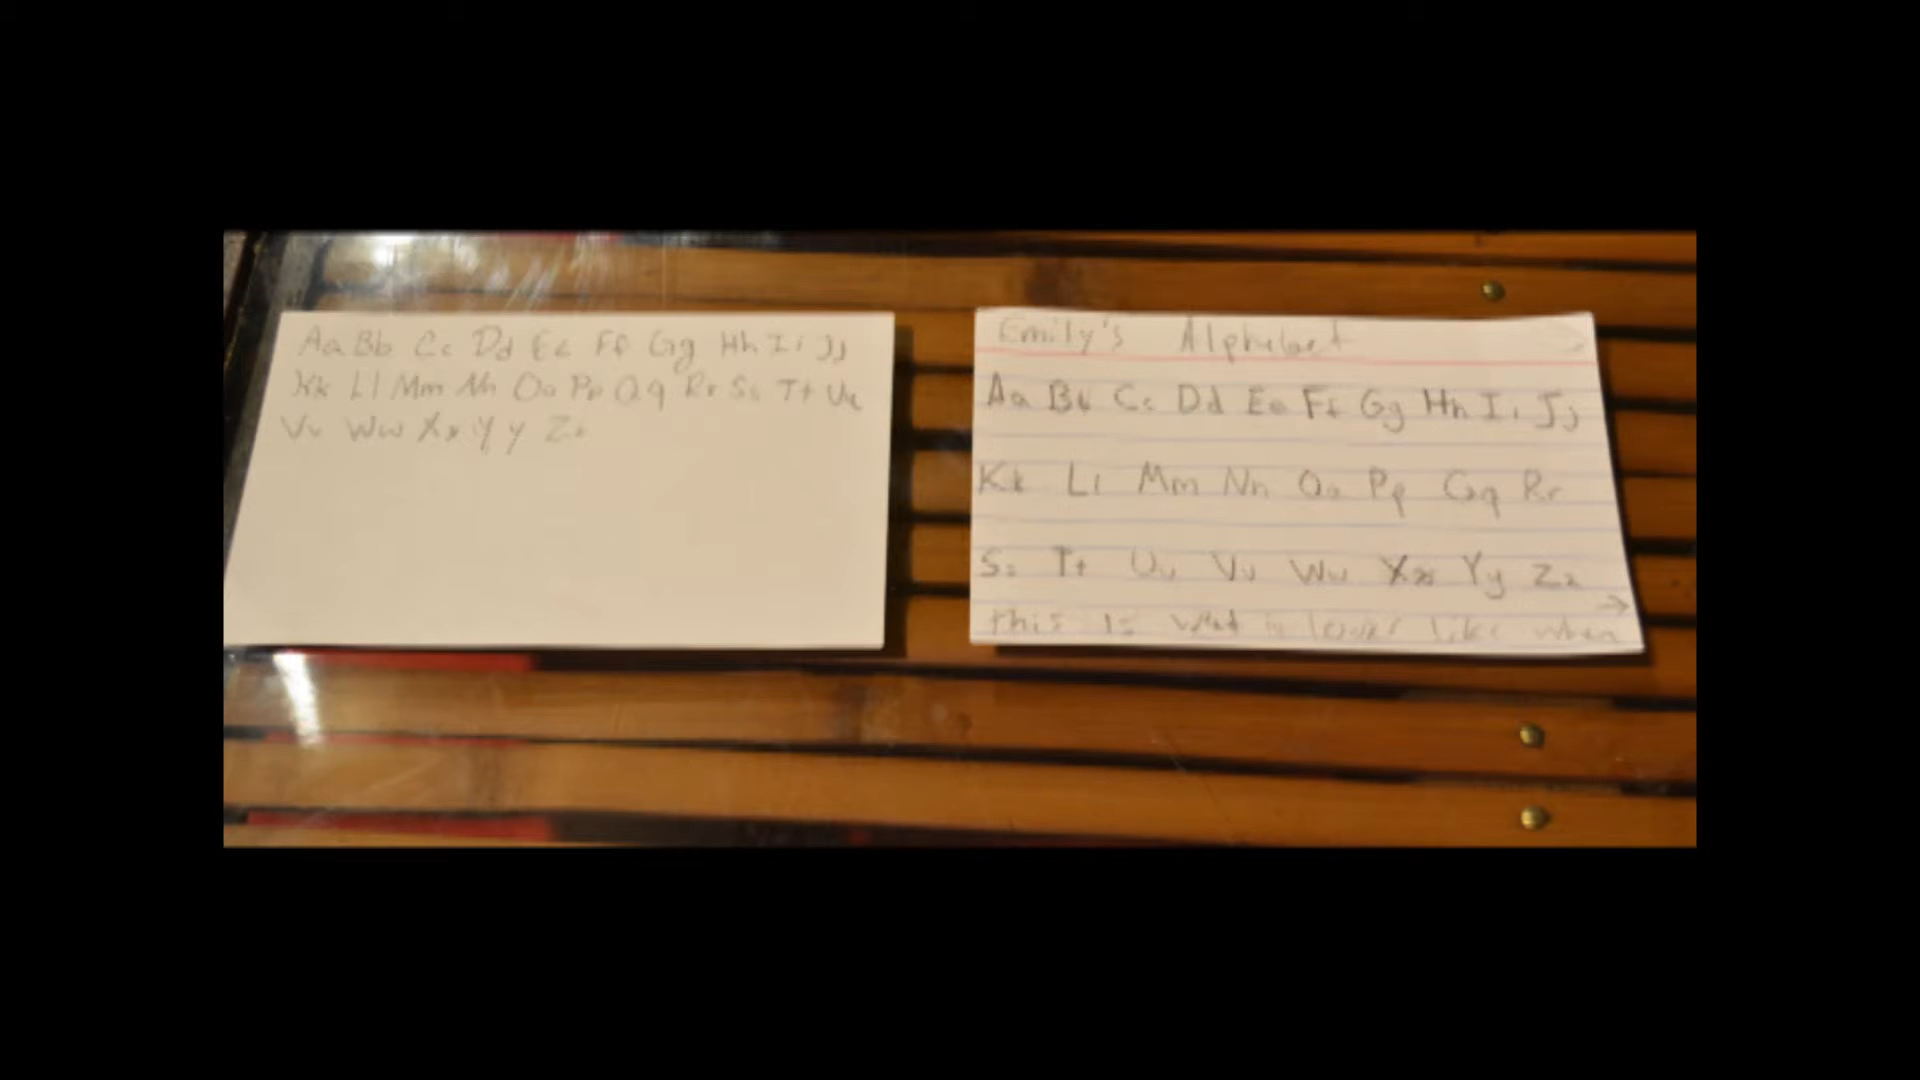 Aa Bb Cc Dd Ee Ff Gg Hh Ii Jj
Kk Ll Mm Nn Oo Pp Qq Rr Ss Tt Uu
Vv Ww Xx Yy Zz
Emily's Alphabet
Aa Bb Cc Dd Ee Ff Gg Hh Ii Jj
Kk Ll Mm Nn Oo Pp Qq Rr
Ss Tt Uu Vv Ww Xx Yy Zz
→
this is what looks like when